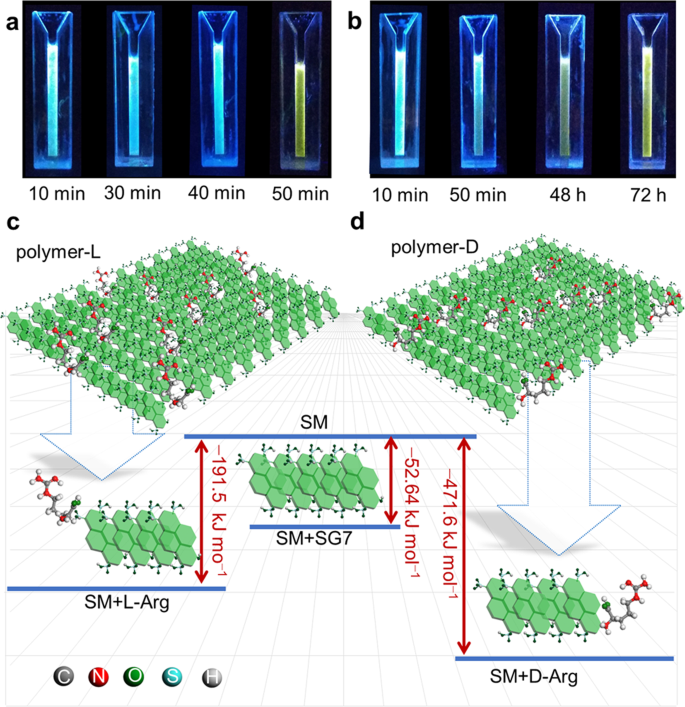 a
b
10 min
30 min
40 min
50 min
10 min
50 min
48 h
72 h
c
d
polymer-L
polymer-D
SM
–191.5 kJ mo⁻¹
–52.64 kJ mol⁻¹
–471.6 kJ mol⁻¹
SM+SG7
SM+L-Arg
SM+D-Arg
C N O S H